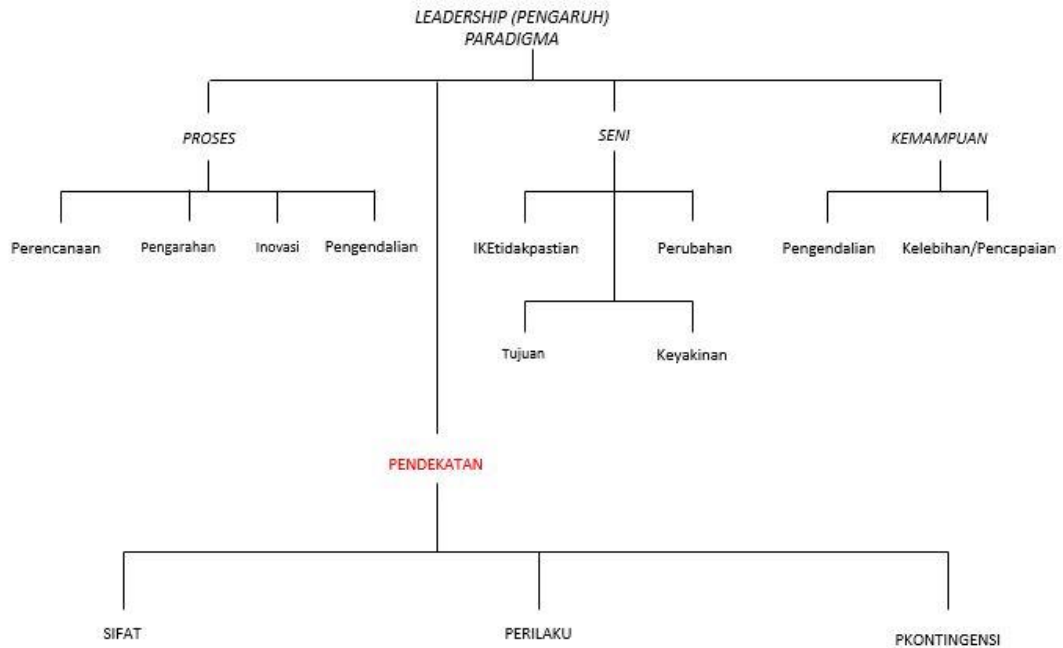 LEADERSHIP (PENGARUH)
PARADIGMA
PROSES
SENI
KEMAMPUAN
Perencanaan
Pengarahan
Inovasi
Pengendalian
IKEtidakpastian
Perubahan
Pengendalian
Kelebihan/Pencapaian
Tujuan
Keyakinan
PENDEKATAN
SIFAT
PERILAKU
PKONTINGENSI